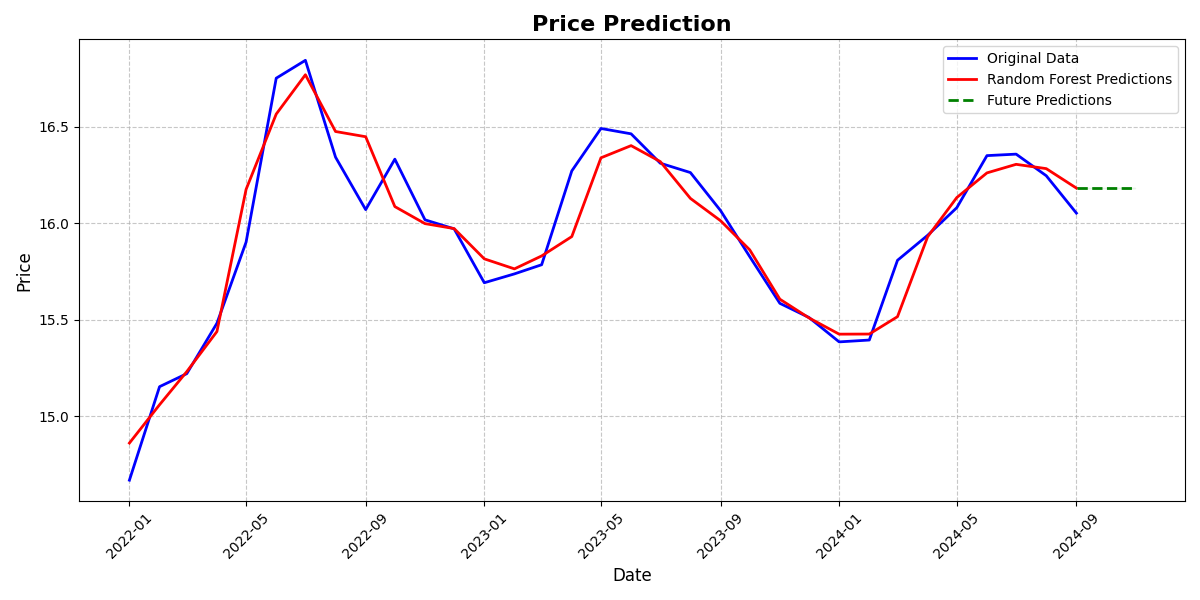 Price Prediction
Original Data
Random Forest Predictions
Future Predictions
Price
16.5
16.0
15.5
15.0
2022-01
2022-05
2022-09
2023-01
2023-05
2023-09
2024-01
2024-05
2024-09
Date